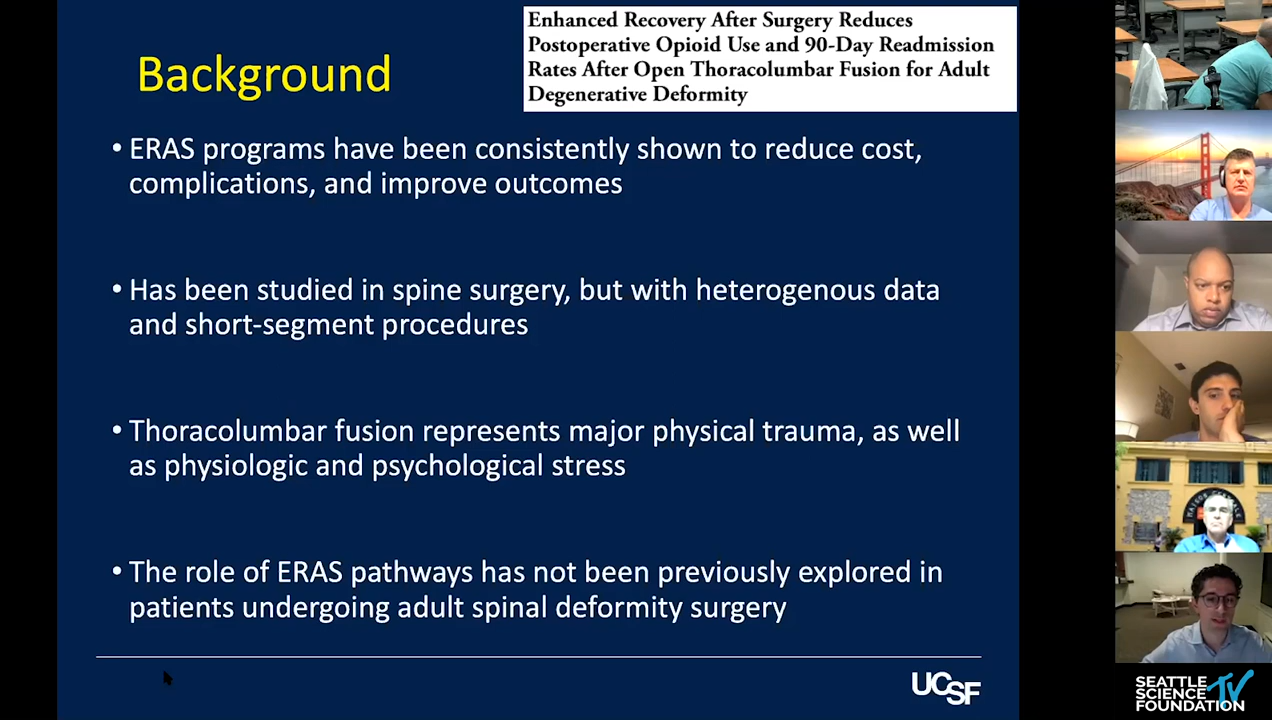 Background
Enhanced Recovery After Surgery Reduces
Postoperative Opioid Use and 90-Day Readmission
Rates After Open Thoracolumbar Fusion for Adult
Degenerative Deformity
• ERAS programs have been consistently shown to reduce cost,
complications, and improve outcomes
• Has been studied in spine surgery, but with heterogenous data
and short-segment procedures
• Thoracolumbar fusion represents major physical trauma, as well
as physiologic and psychological stress
• The role of ERAS pathways has not been previously explored in
patients undergoing adult spinal deformity surgery
UCSF
SEATTLE
SCIENCE TV
FOUNDATION